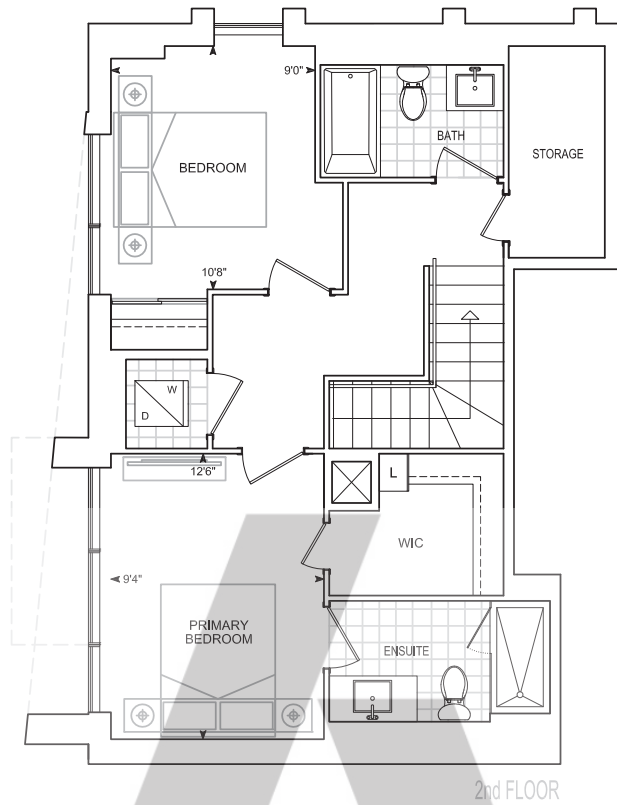 9'0"
BATH
STORAGE
BEDROOM
10'8"
W
D
12'6"
L
WIC
9'4"
PRIMARY
BEDROOM
ENSUITE
2nd FLOOR